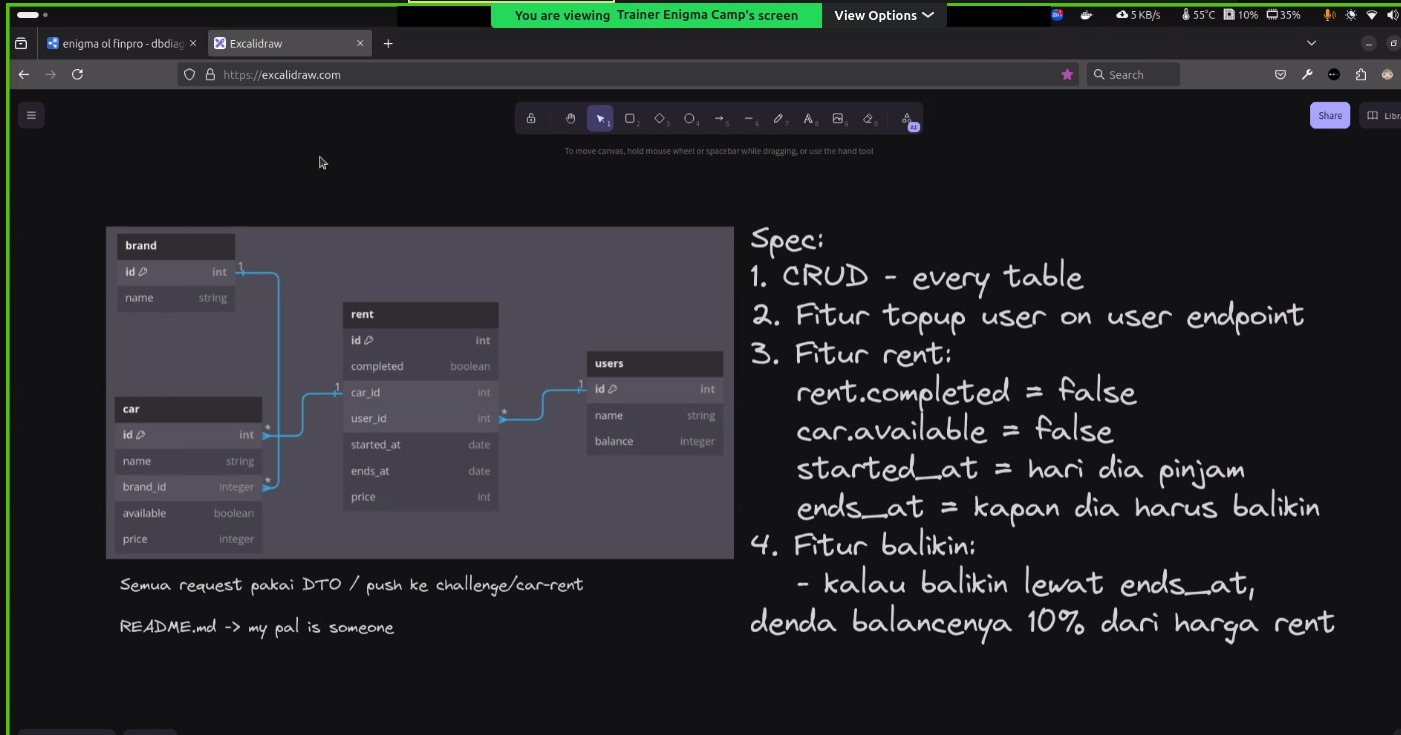 You are viewing Trainer Enigma Camp's screen
View Options
5 KB/s
55°C
10%
35%
enigma ol finpro - dbdiag
Excalidraw
https://excalidraw.com
Search
1
2
3
4
5
6
7
8
9
0
AI
Share
Libra
To move canvas, hold mouse wheel or spacebar while dragging, or use the hand tool
brand
id int
name string
1
car
id int
name string
brand_id integer
available boolean
price integer
*
*
rent
id int
completed boolean
car_id int
user_id int
started_at date
ends_at date
price int
1
*
users
id int
name string
balance integer
1
Semua request pakai DTO / push ke challenge/car-rent
README.md -> my pal is someone
Spec:
1. CRUD - every table
2. Fitur topup user on user endpoint
3. Fitur rent:
rent.completed = false
car.available = false
started_at = hari dia pinjam
ends_at = kapan dia harus balikin
4. Fitur balikin:
- kalau balikin lewat ends_at,
denda balancenya 10% dari harga rent